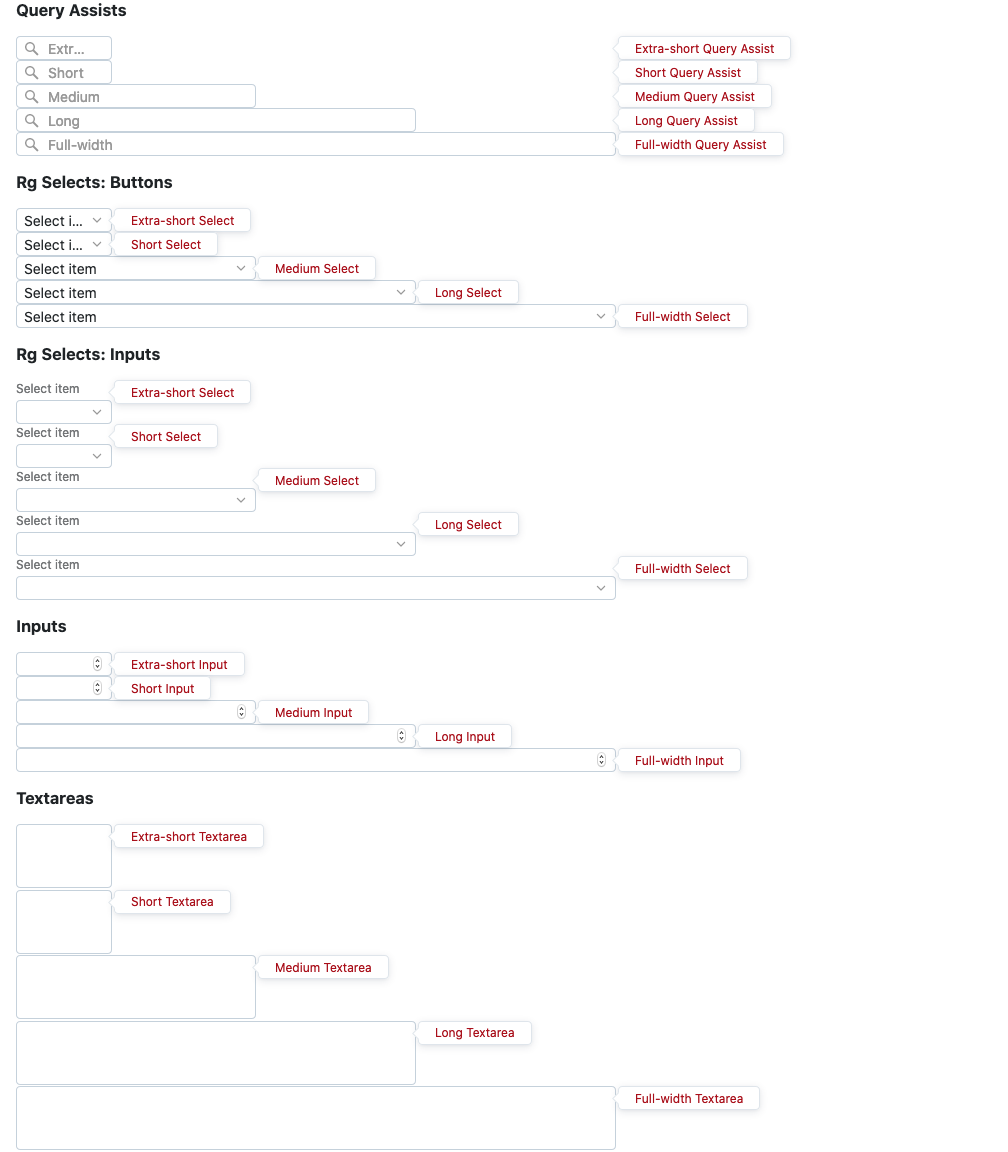 Query Assists
Extr... Extra-short Query Assist
Short Short Query Assist
Medium Medium Query Assist
Long Long Query Assist
Full-width Full-width Query Assist
Rg Selects: Buttons
Select i... Extra-short Select
Select i... Short Select
Select item Medium Select
Select item Long Select
Select item Full-width Select
Rg Selects: Inputs
Select item Extra-short Select
Select item Short Select
Select item Medium Select
Select item Long Select
Select item Full-width Select
Inputs
Extra-short Input
Short Input
Medium Input
Long Input
Full-width Input
Textareas
Extra-short Textarea
Short Textarea
Medium Textarea
Long Textarea
Full-width Textarea